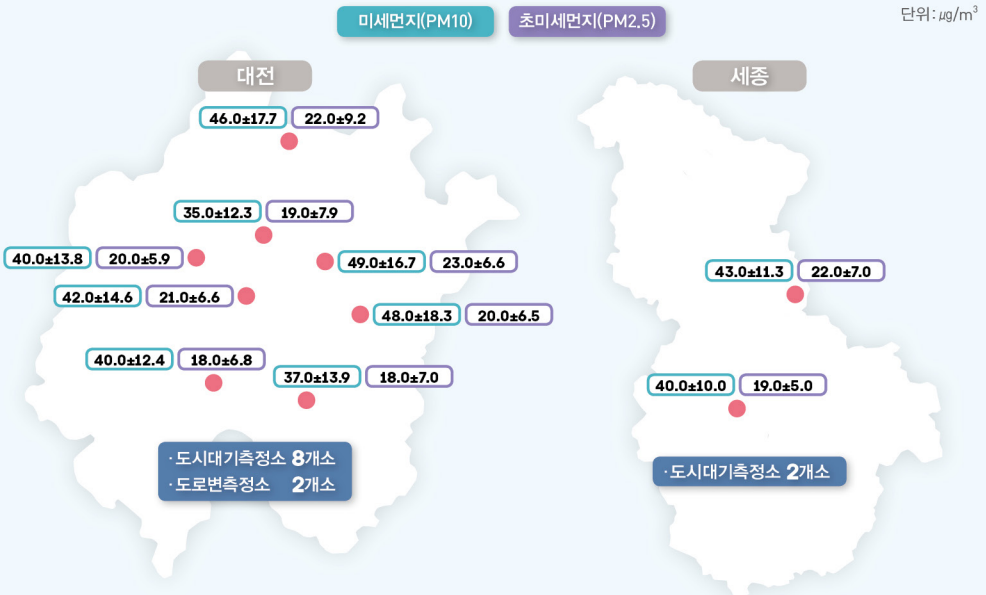 미세먼지(PM10) 초미세먼지(PM2.5)
단위: μg/m³
대전
46.0±17.7 22.0±9.2
35.0±12.3 19.0±7.9
40.0±13.8 20.0±5.9
49.0±16.7 23.0±6.6
42.0±14.6 21.0±6.6
48.0±18.3 20.0±6.5
40.0±12.4 18.0±6.8
37.0±13.9 18.0±7.0
·도시대기측정소 8개소
·도로변측정소 2개소
세종
43.0±11.3 22.0±7.0
40.0±10.0 19.0±5.0
·도시대기측정소 2개소